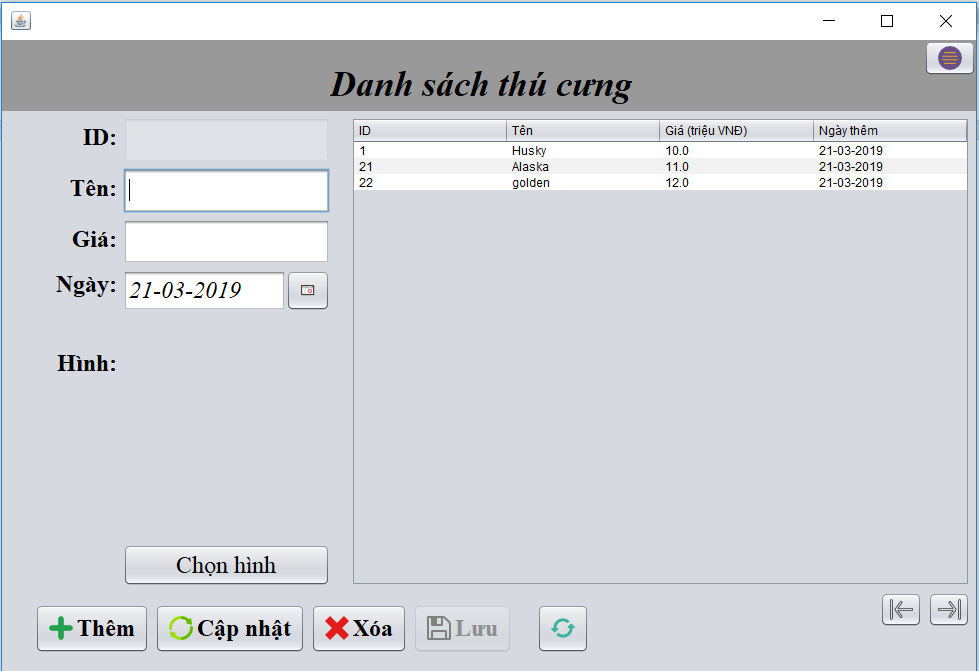 Danh sách thú cưng
ID:
Tên:
Giá:
Ngày: 21-03-2019
Hình:
Chọn hình
ID Tên Giá (triệu VNĐ) Ngày thêm
1 Husky 10.0 21-03-2019
21 Alaska 11.0 21-03-2019
22 golden 12.0 21-03-2019
Thêm Cập nhật Xóa Lưu